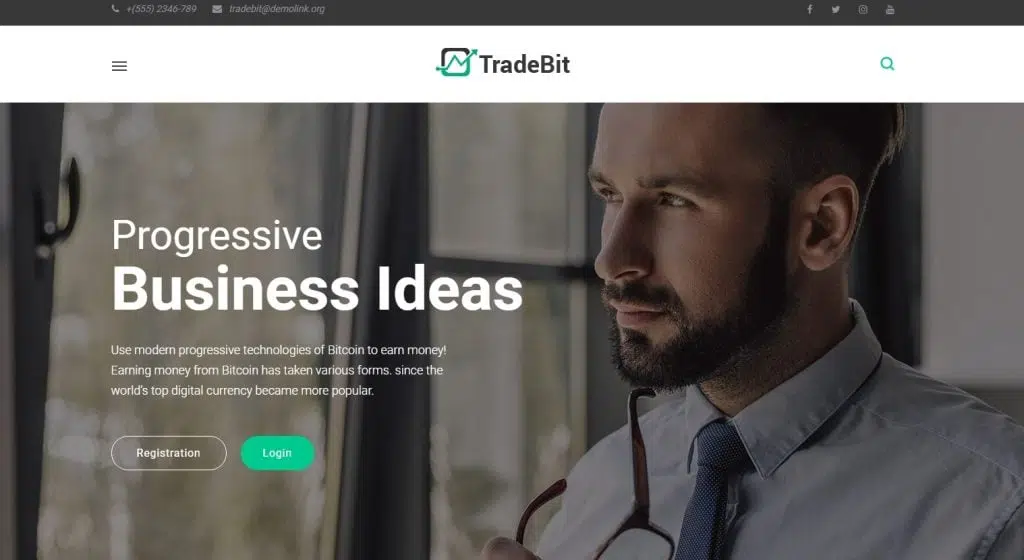 +(555) 2346-789 tradebit@demolink.org
TradeBit
Progressive
Business Ideas
Use modern progressive technologies of Bitcoin to earn money!
Earning money from Bitcoin has taken various forms. since the
world's top digital currency became more popular.
Registration Login